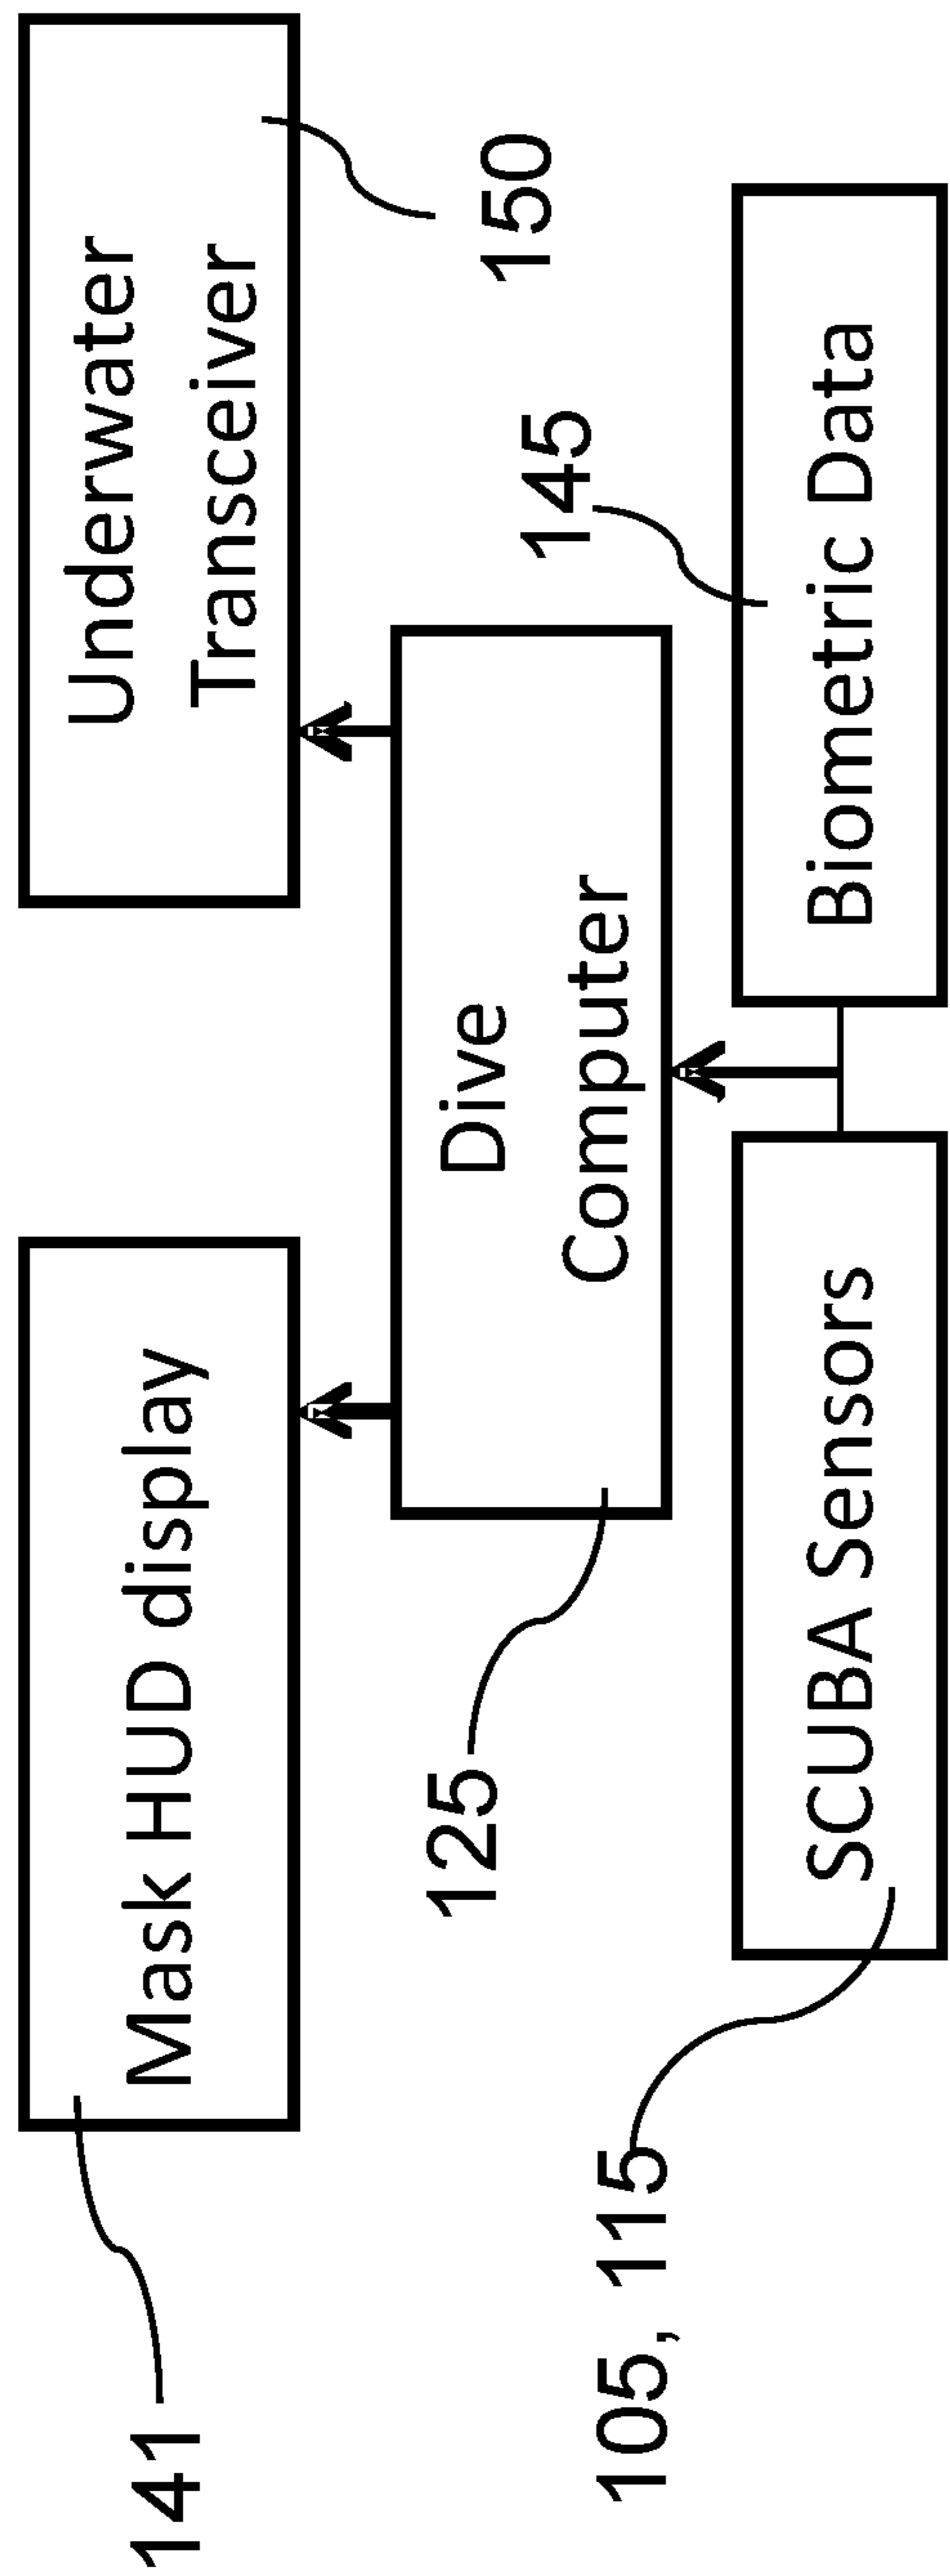 141
Mask HUD display
Underwater
Transceiver
150
125
Dive
Computer
145
105, 115
SCUBA Sensors
Biometric Data